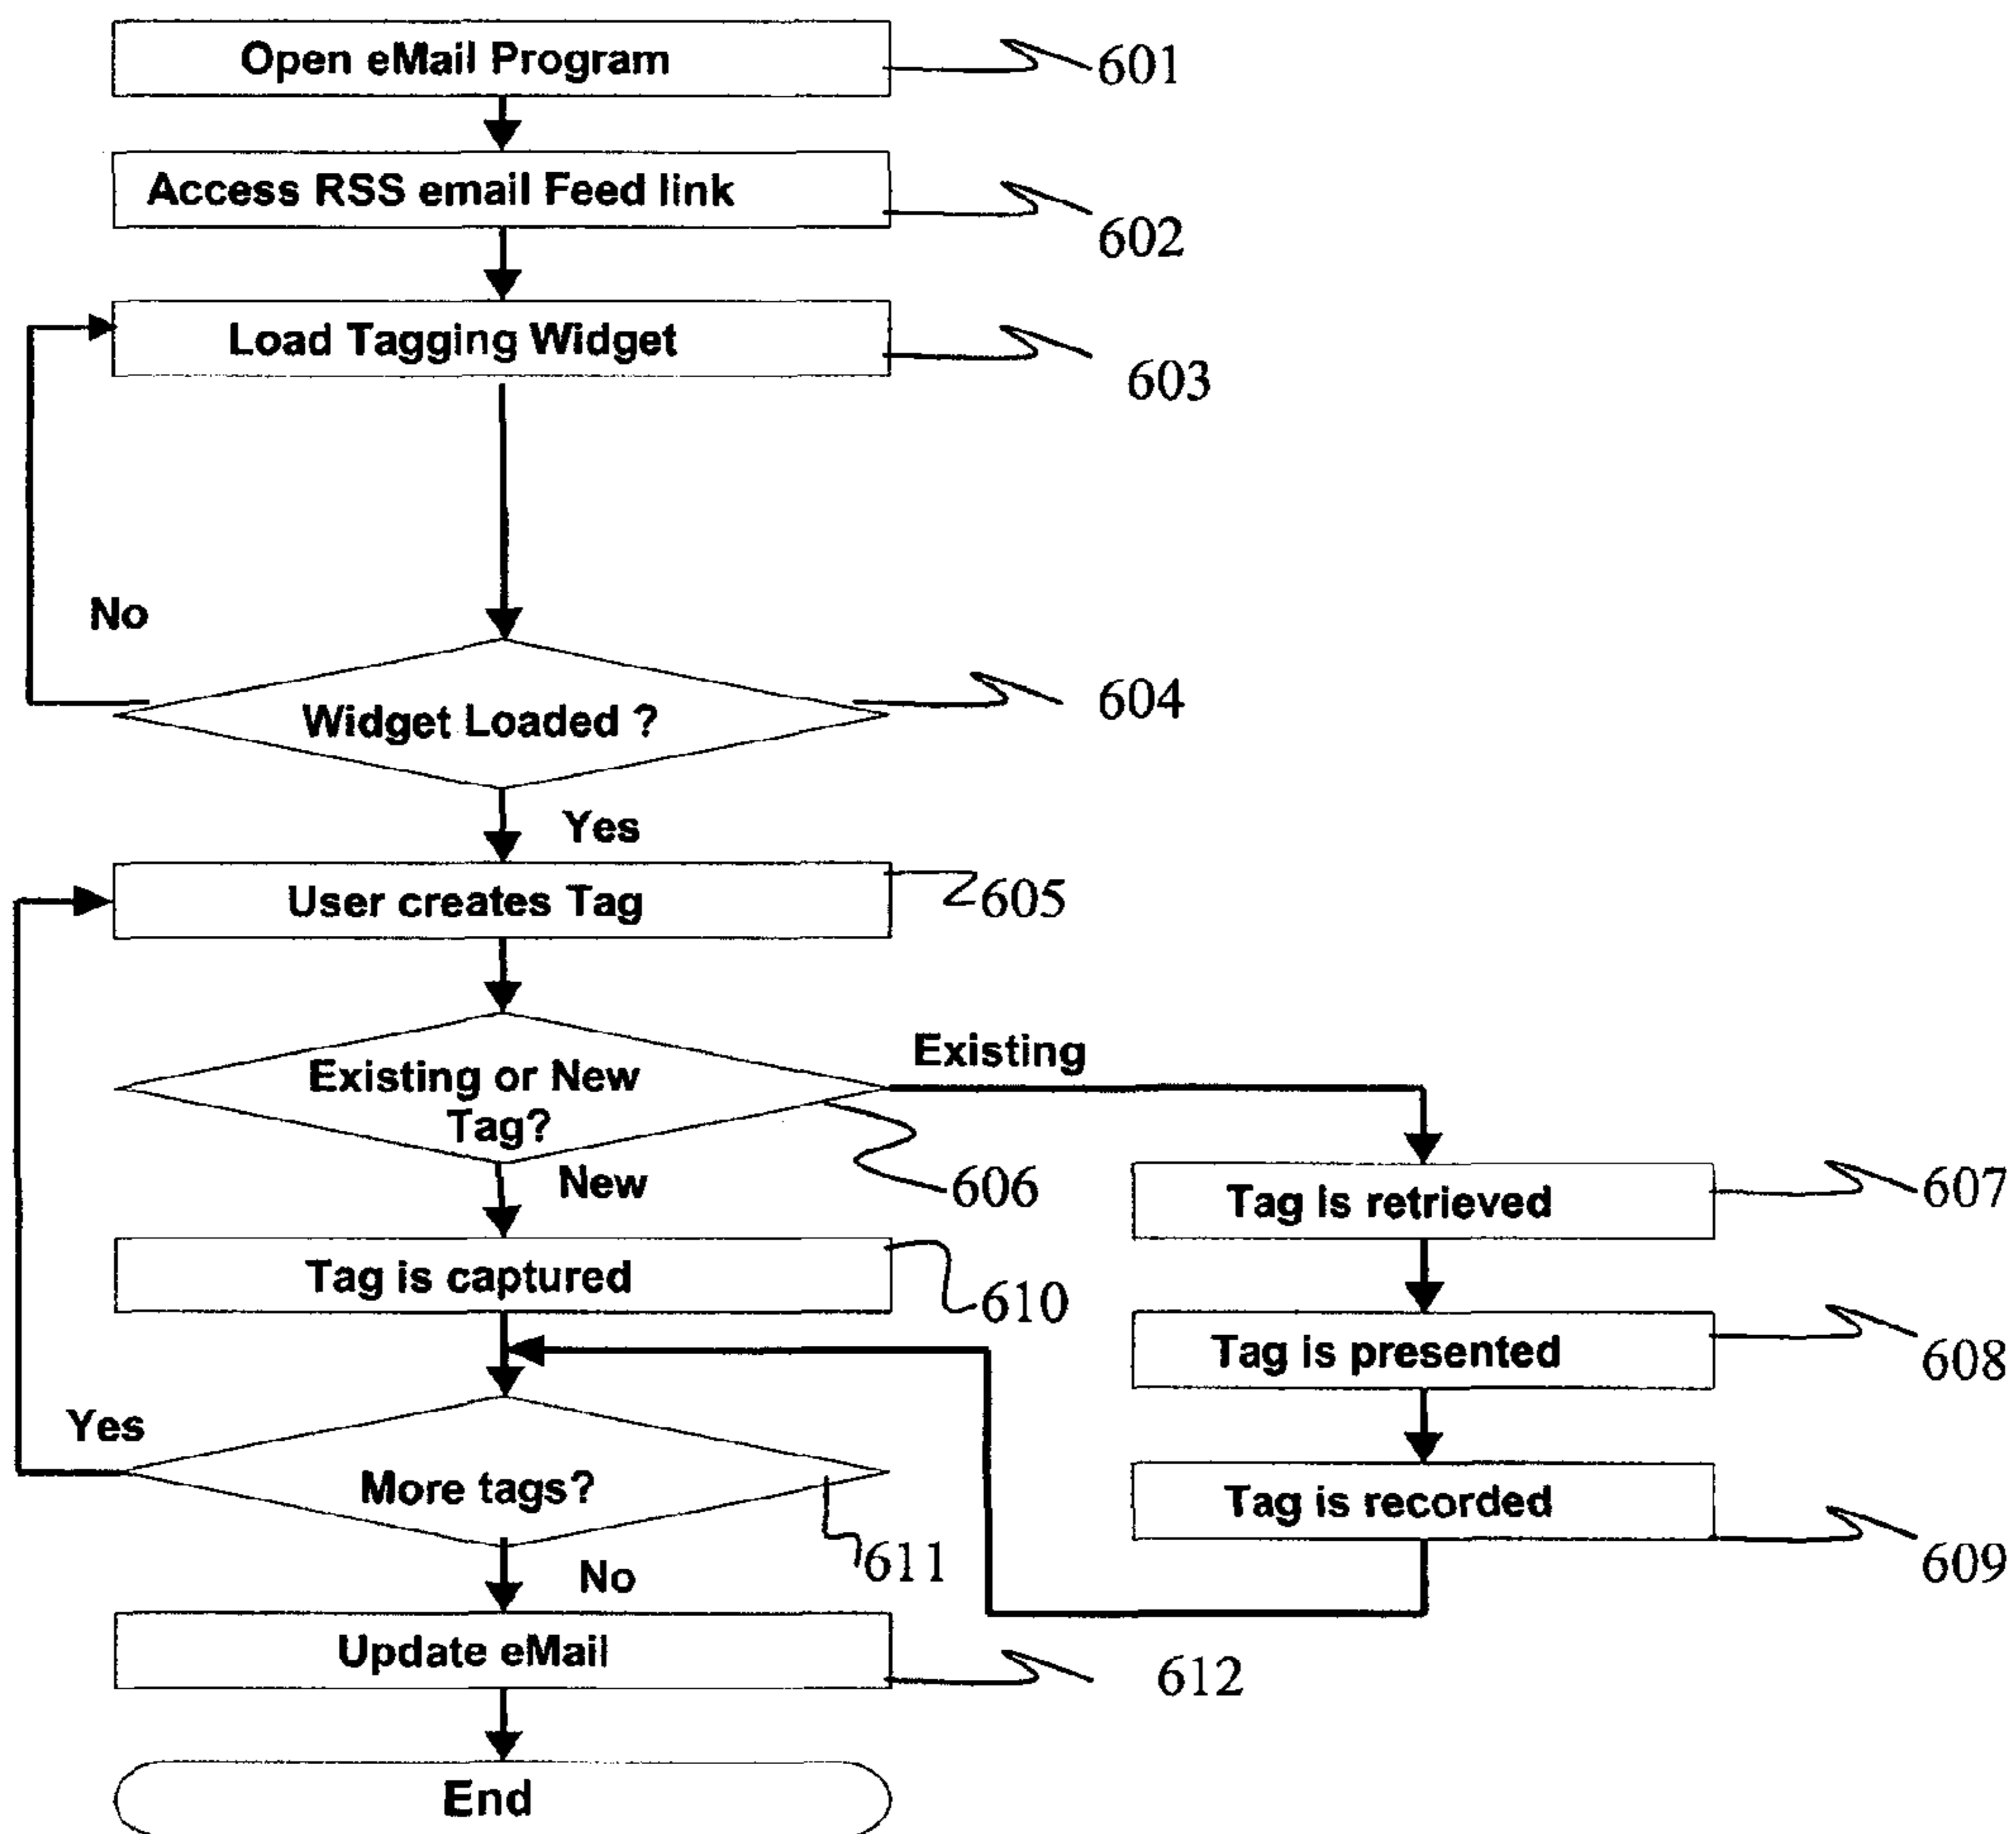 Open eMail Program
601
Access RSS email Feed link
602
Load Tagging Widget
603
No
Widget Loaded ?
604
Yes
User creates Tag
605
Existing or New
Tag?
Existing
606
New
Tag is retrieved
607
Tag is captured
610
Tag is presented
608
Yes
More tags?
611
Tag is recorded
609
No
Update eMail
612
End